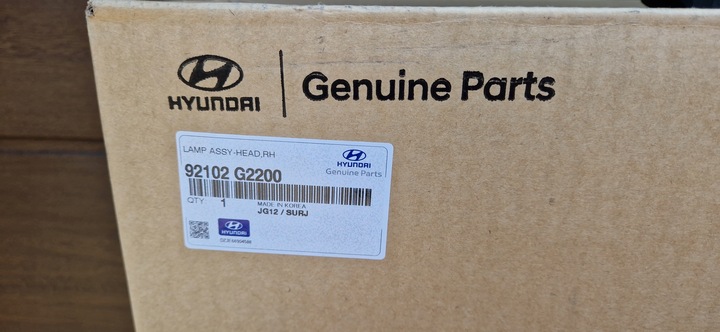 HYUNDAI
Genuine Parts
LAMP ASSY-HEAD,RH
HYUNDAI
Genuine Parts
92102 G2200
QTY. 1
MADE IN KOREA
JG12 / SURJ
HYUNDAI